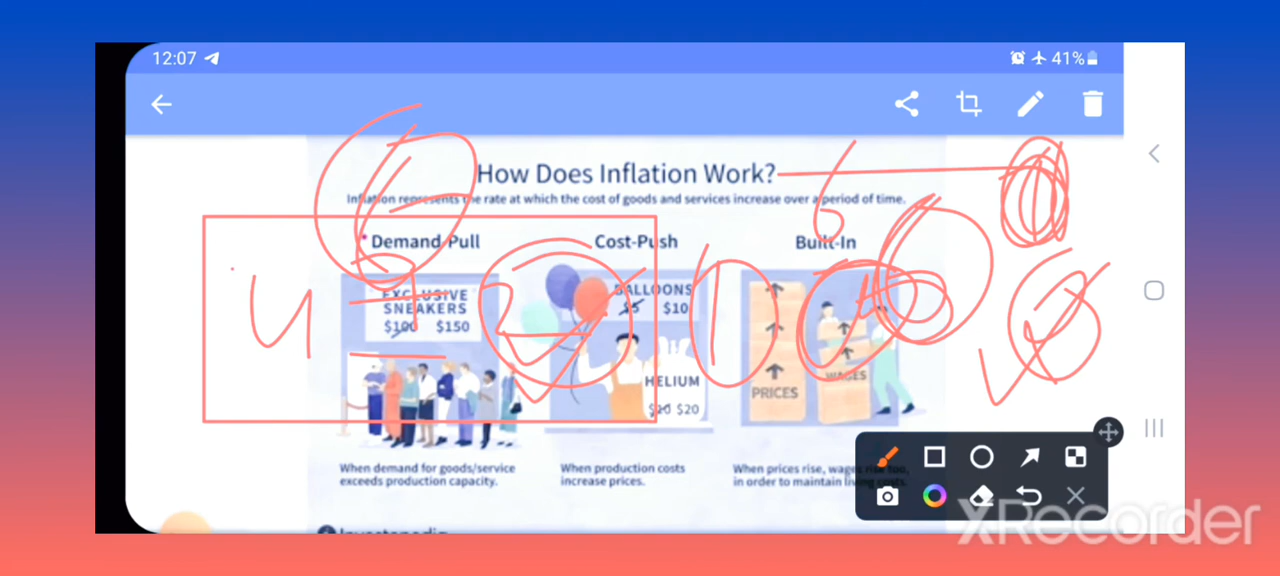 12:07
41%
How Does Inflation Work?
Inflation represents the rate at which the cost of goods and services increase over a period of time.
Demand-Pull Cost-Push Built-In
EXCLUSIVE
SNEAKERS
$100 $150
BALLOONS
$5 $10
HELIUM
$10 $20
PRICES
WAGES
When demand for goods/service
exceeds production capacity.
When production costs
increase prices.
When prices rise, wages rise too,
in order to maintain living costs.
Investopedia
XRecorder